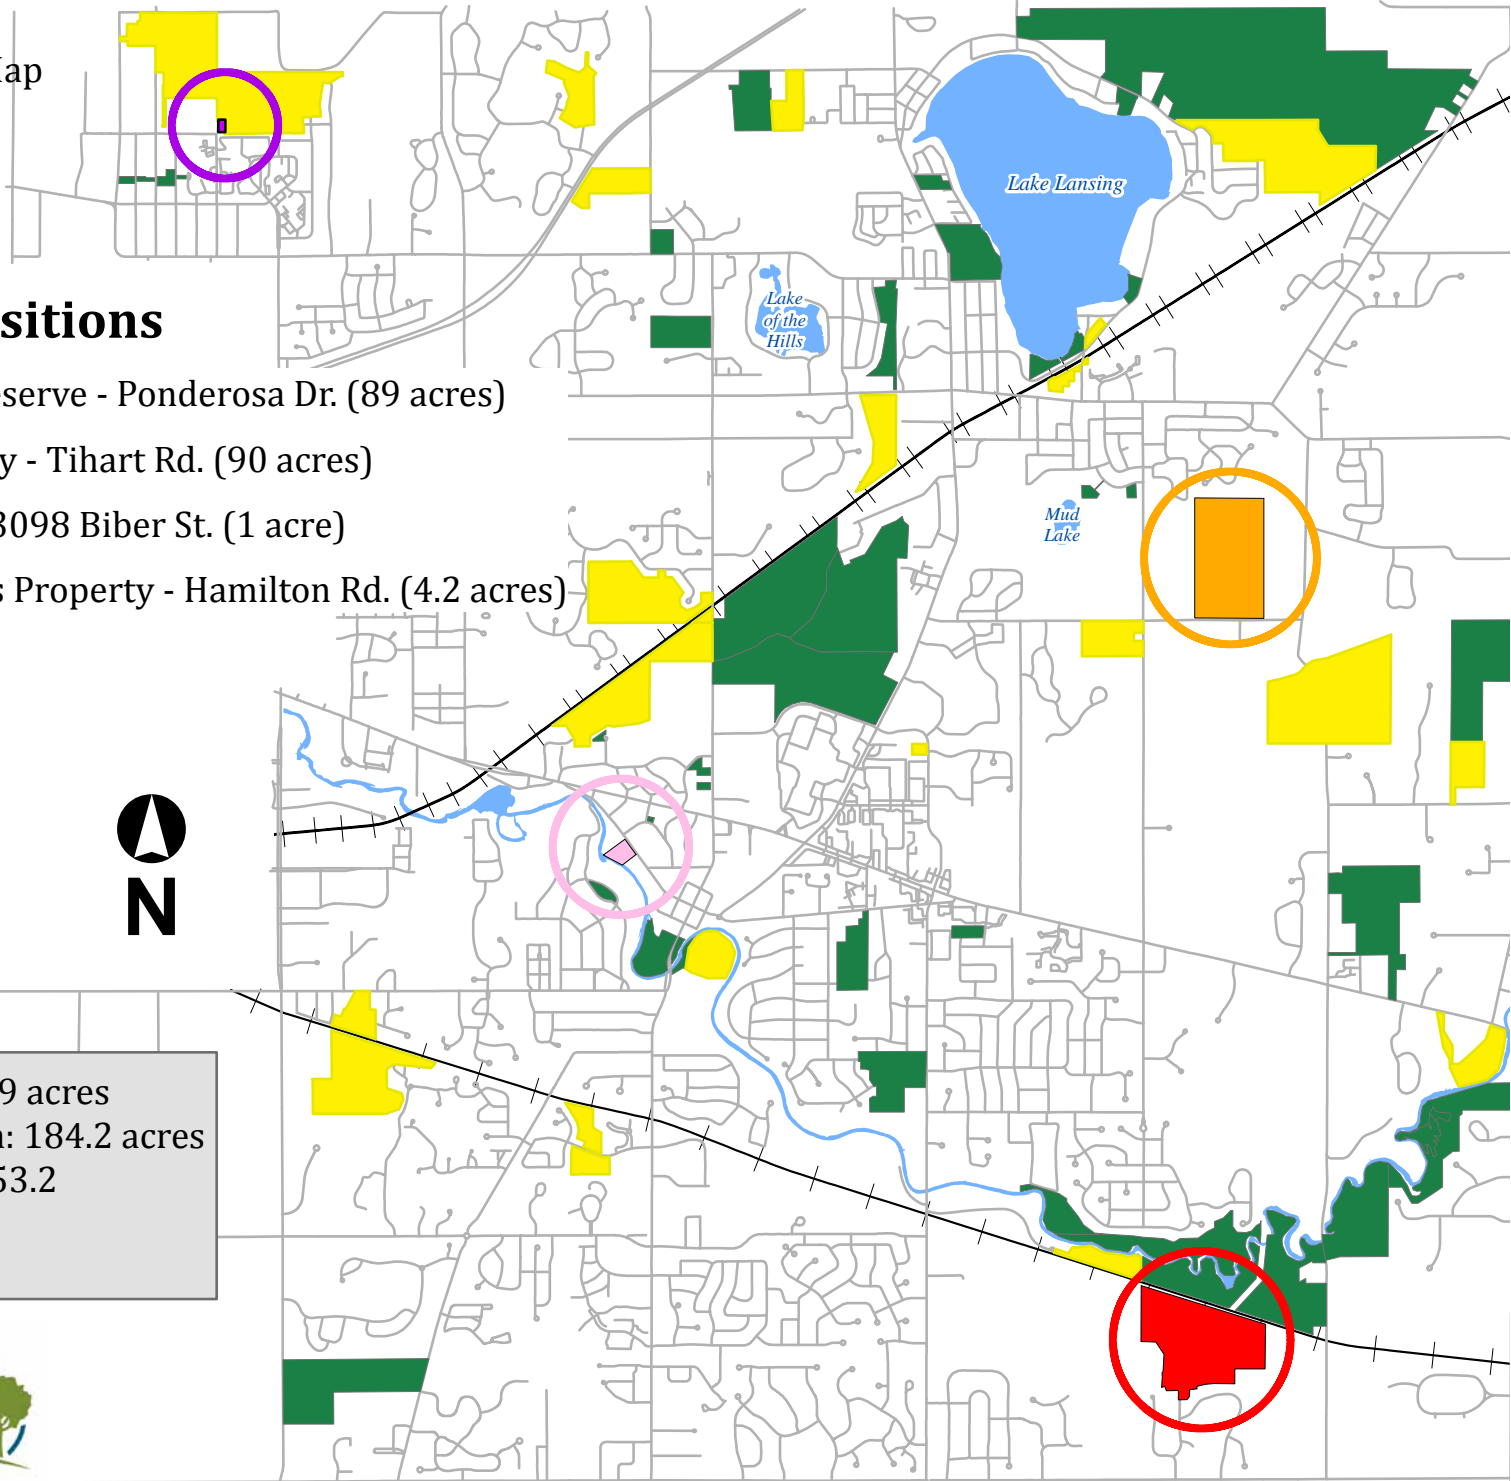 Map
sitions
serve - Ponderosa Dr. (89 acres)
y - Tihart Rd. (90 acres)
3098 Biber St. (1 acre)
s Property - Hamilton Rd. (4.2 acres)
Lake Lansing
Lake
of the
Hills
Mud
Lake
N
9 acres
: 184.2 acres
53.2